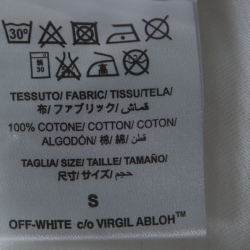 30°
30
TESSUTO/ FABRIC/ TISSU/TELA/
布/ファブリック/ قماش/
100% COTONE/ COTTON/ COTON/
ALGODÓN/ 棉/ 綿/ قطن
TAGLIA/ SIZE/ TAILLE/ TAMAÑO/
尺寸/サイズ/ حجم
S
OFF-WHITE c/o VIRGIL ABLOH™